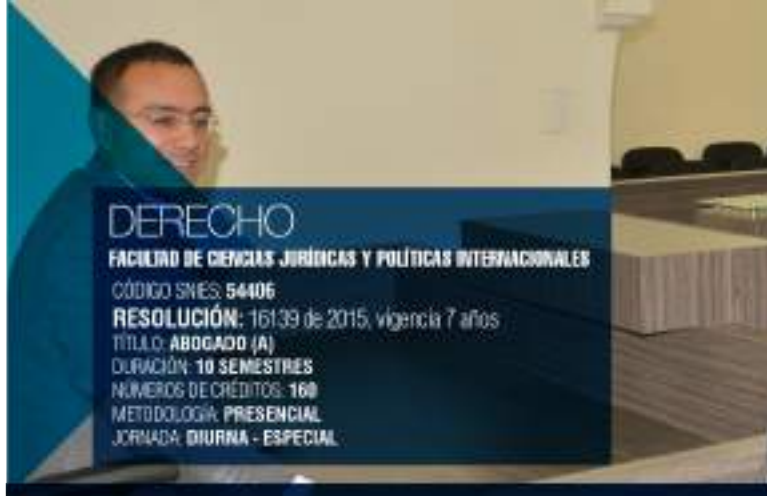 DERECHO
FACULTAD DE CIENCIAS JURÍDICAS Y POLÍTICAS INTERNACIONALES
CÓDIGO SNIES: 54406
RESOLUCIÓN: 16139 de 2015, vigencia 7 años
TÍTULO: ABOGADO (A)
DURACIÓN: 10 SEMESTRES
NÚMEROS DE CRÉDITOS: 160
METODOLOGÍA: PRESENCIAL
JORNADA: DIURNA - ESPECIAL